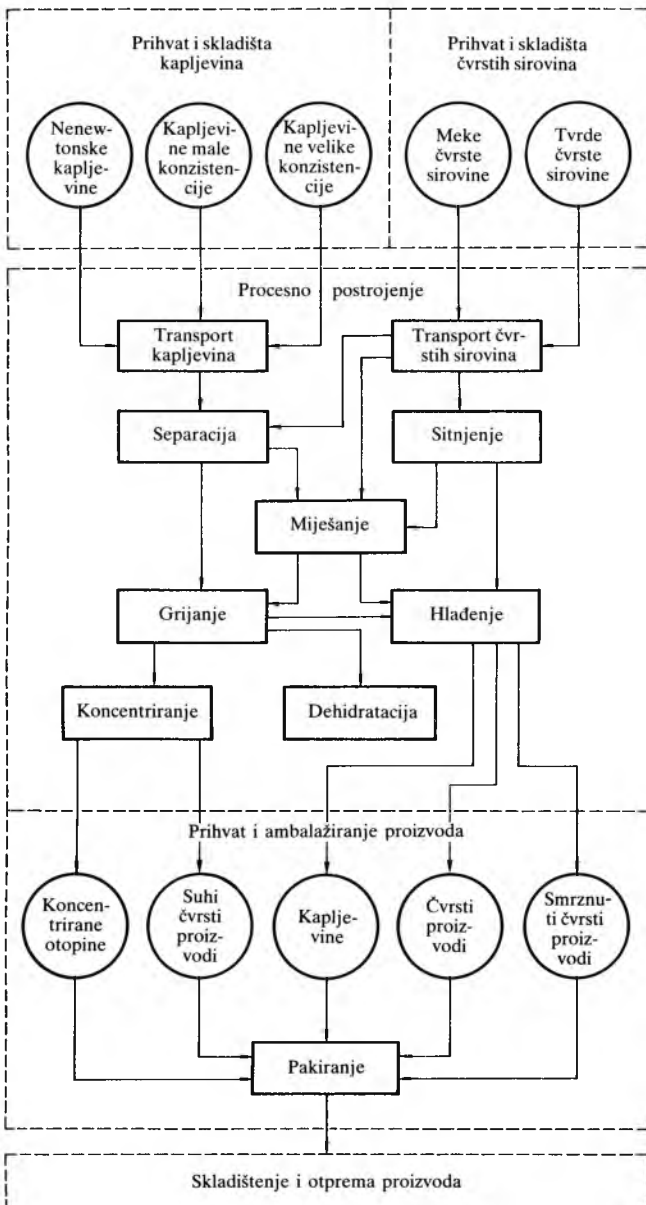 Prihvat i skladišta
kapljevina
Prihvat i skladišta
čvrstih sirovina
Nenew-
tonske
kaplje-
vine
Kapljevi-
ne male
konzisten-
cije
Kapljevi-
ne velike
konzisten-
cije
Meke
čvrste
sirovine
Tvrde
čvrste
sirovine
Procesno postrojenje
Transport
kapljevina
Transport čvr-
stih sirovina
Separacija
Sitnjenje
Miješanje
Grijanje
Hlađenje
Koncentriranje
Dehidratacija
Prihvat i ambalažiranje proizvoda
Koncen-
trirane
otopine
Suhi
čvrsti
proiz-
vodi
Kaplje-
vine
Čvrsti
proiz-
vodi
Smrznu-
ti čvrsti
proiz-
vodi
Pakiranje
Skladištenje i otprema proizvoda